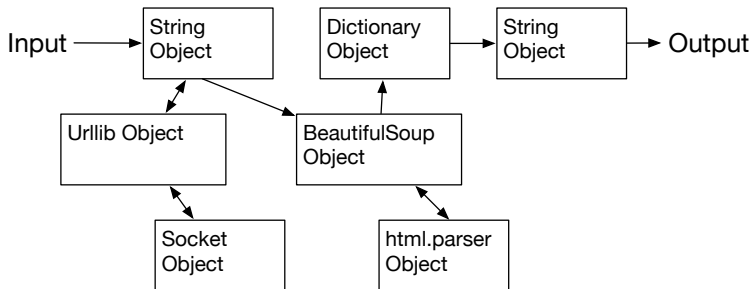 Input
String
Object
Dictionary
Object
String
Object
Output
Urllib Object
BeautifulSoup
Object
Socket
Object
html.parser
Object